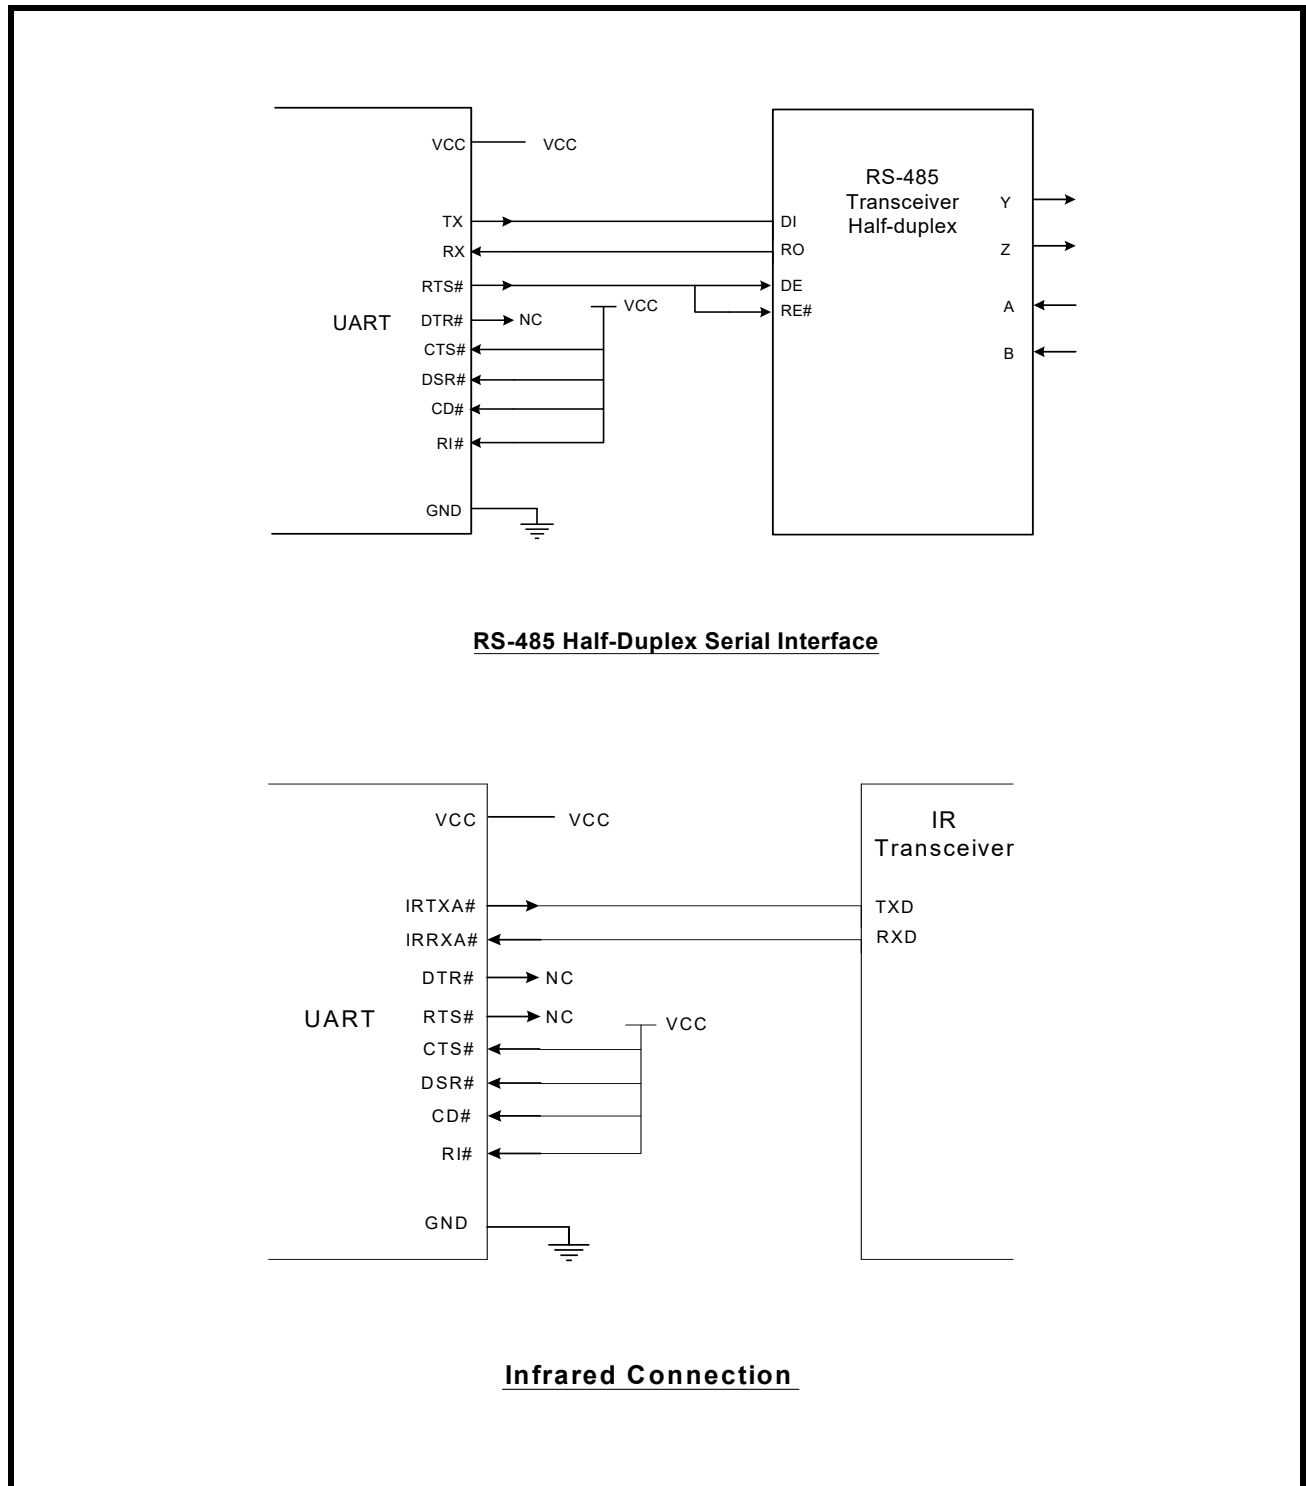 VCC VCC
TX
RX
RTS#
DTR# NC
CTS#
DSR#
CD#
RI#
GND
UART
VCC
RS-485
Transceiver
Half-duplex
DI
RO
DE
RE#
Y
Z
A
B
RS-485 Half-Duplex Serial Interface
VCC VCC
IRTXA#
IRRXA#
DTR# NC
RTS# NC
CTS#
DSR#
CD#
RI#
GND
UART
VCC
IR
Transceiver
TXD
RXD
Infrared Connection